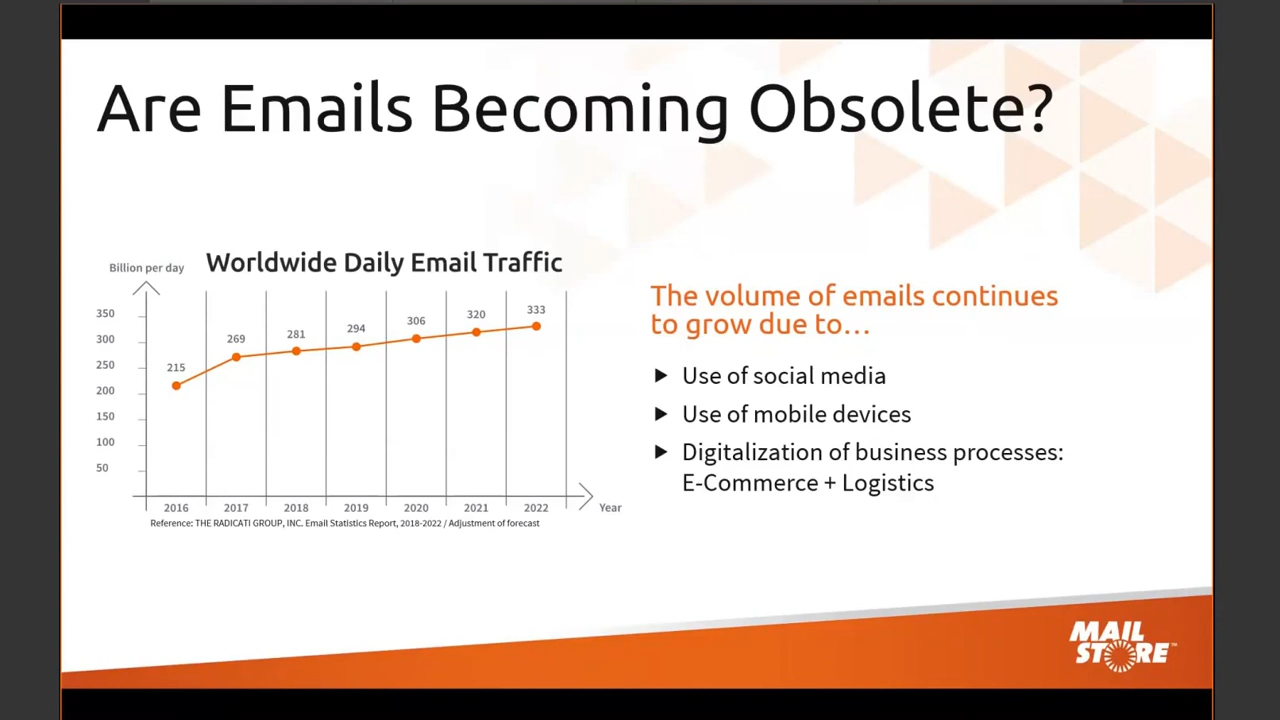 Are Emails Becoming Obsolete?
Worldwide Daily Email Traffic
Billion per day
350
300
250
200
150
100
50
215
269
281
294
306
320
333
2016 2017 2018 2019 2020 2021 2022 Year
Reference: THE RADICATI GROUP, INC. Email Statistics Report, 2018-2022 / Adjustment of forecast
The volume of emails continues
to grow due to…
Use of social media
Use of mobile devices
Digitalization of business processes:
E-Commerce + Logistics
MAIL
STORE™